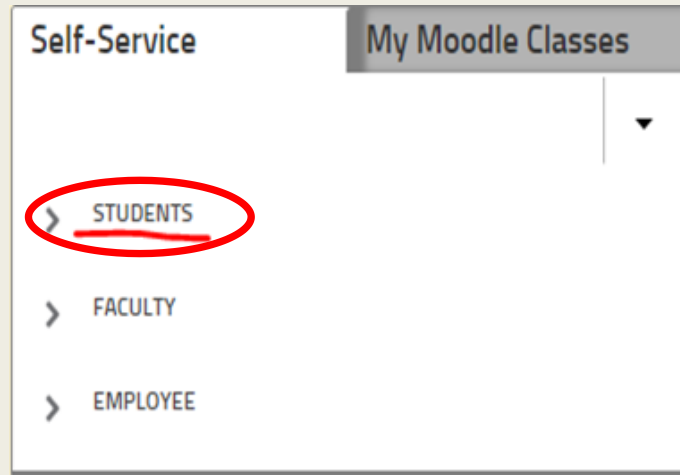 Self-Service
My Moodle Classes
STUDENTS
FACULTY
EMPLOYEE